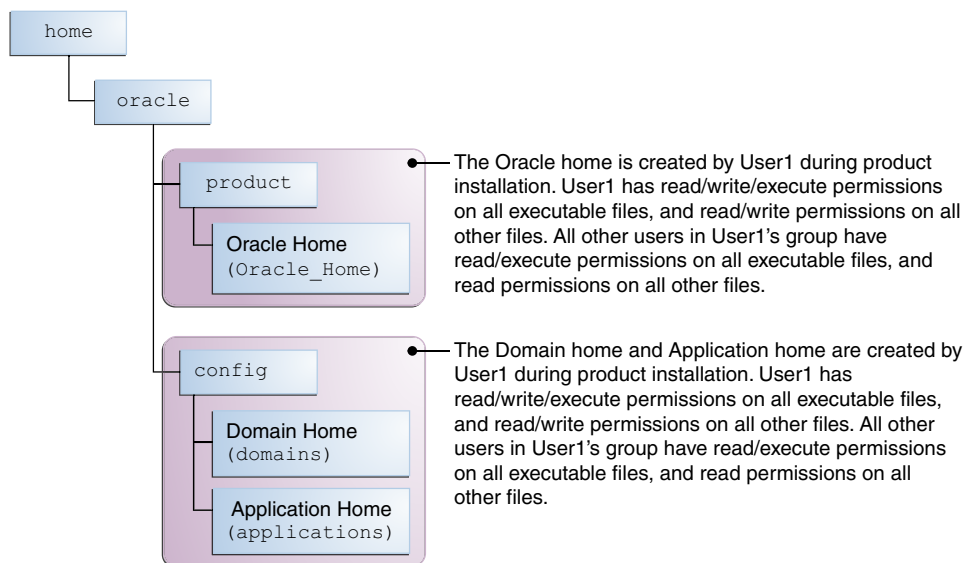 home
oracle
product
Oracle Home
(Oracle_Home)
The Oracle home is created by User1 during product
installation. User1 has read/write/execute permissions
on all executable files, and read/write permissions on all
other files. All other users in User1's group have
read/execute permissions on all executable files, and
read permissions on all other files.
config
Domain Home
(domains)
Application Home
(applications)
The Domain home and Application home are created by
User1 during product installation. User1 has
read/write/execute permissions on all executable files,
and read/write permissions on all other files. All other
users in User1's group have read/execute permissions
on all executable files, and read permissions on all
other files.